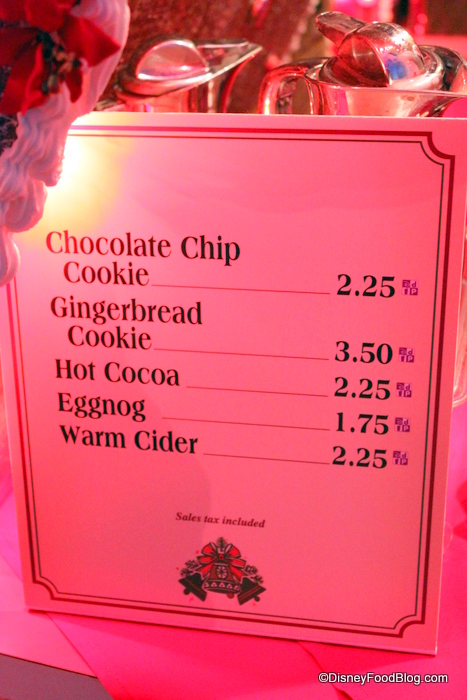 Chocolate Chip
Cookie 2.25
Gingerbread
Cookie 3.50
Hot Cocoa 2.25
Eggnog 1.75
Warm Cider 2.25
Sales tax included
©DisneyFoodBlog.com